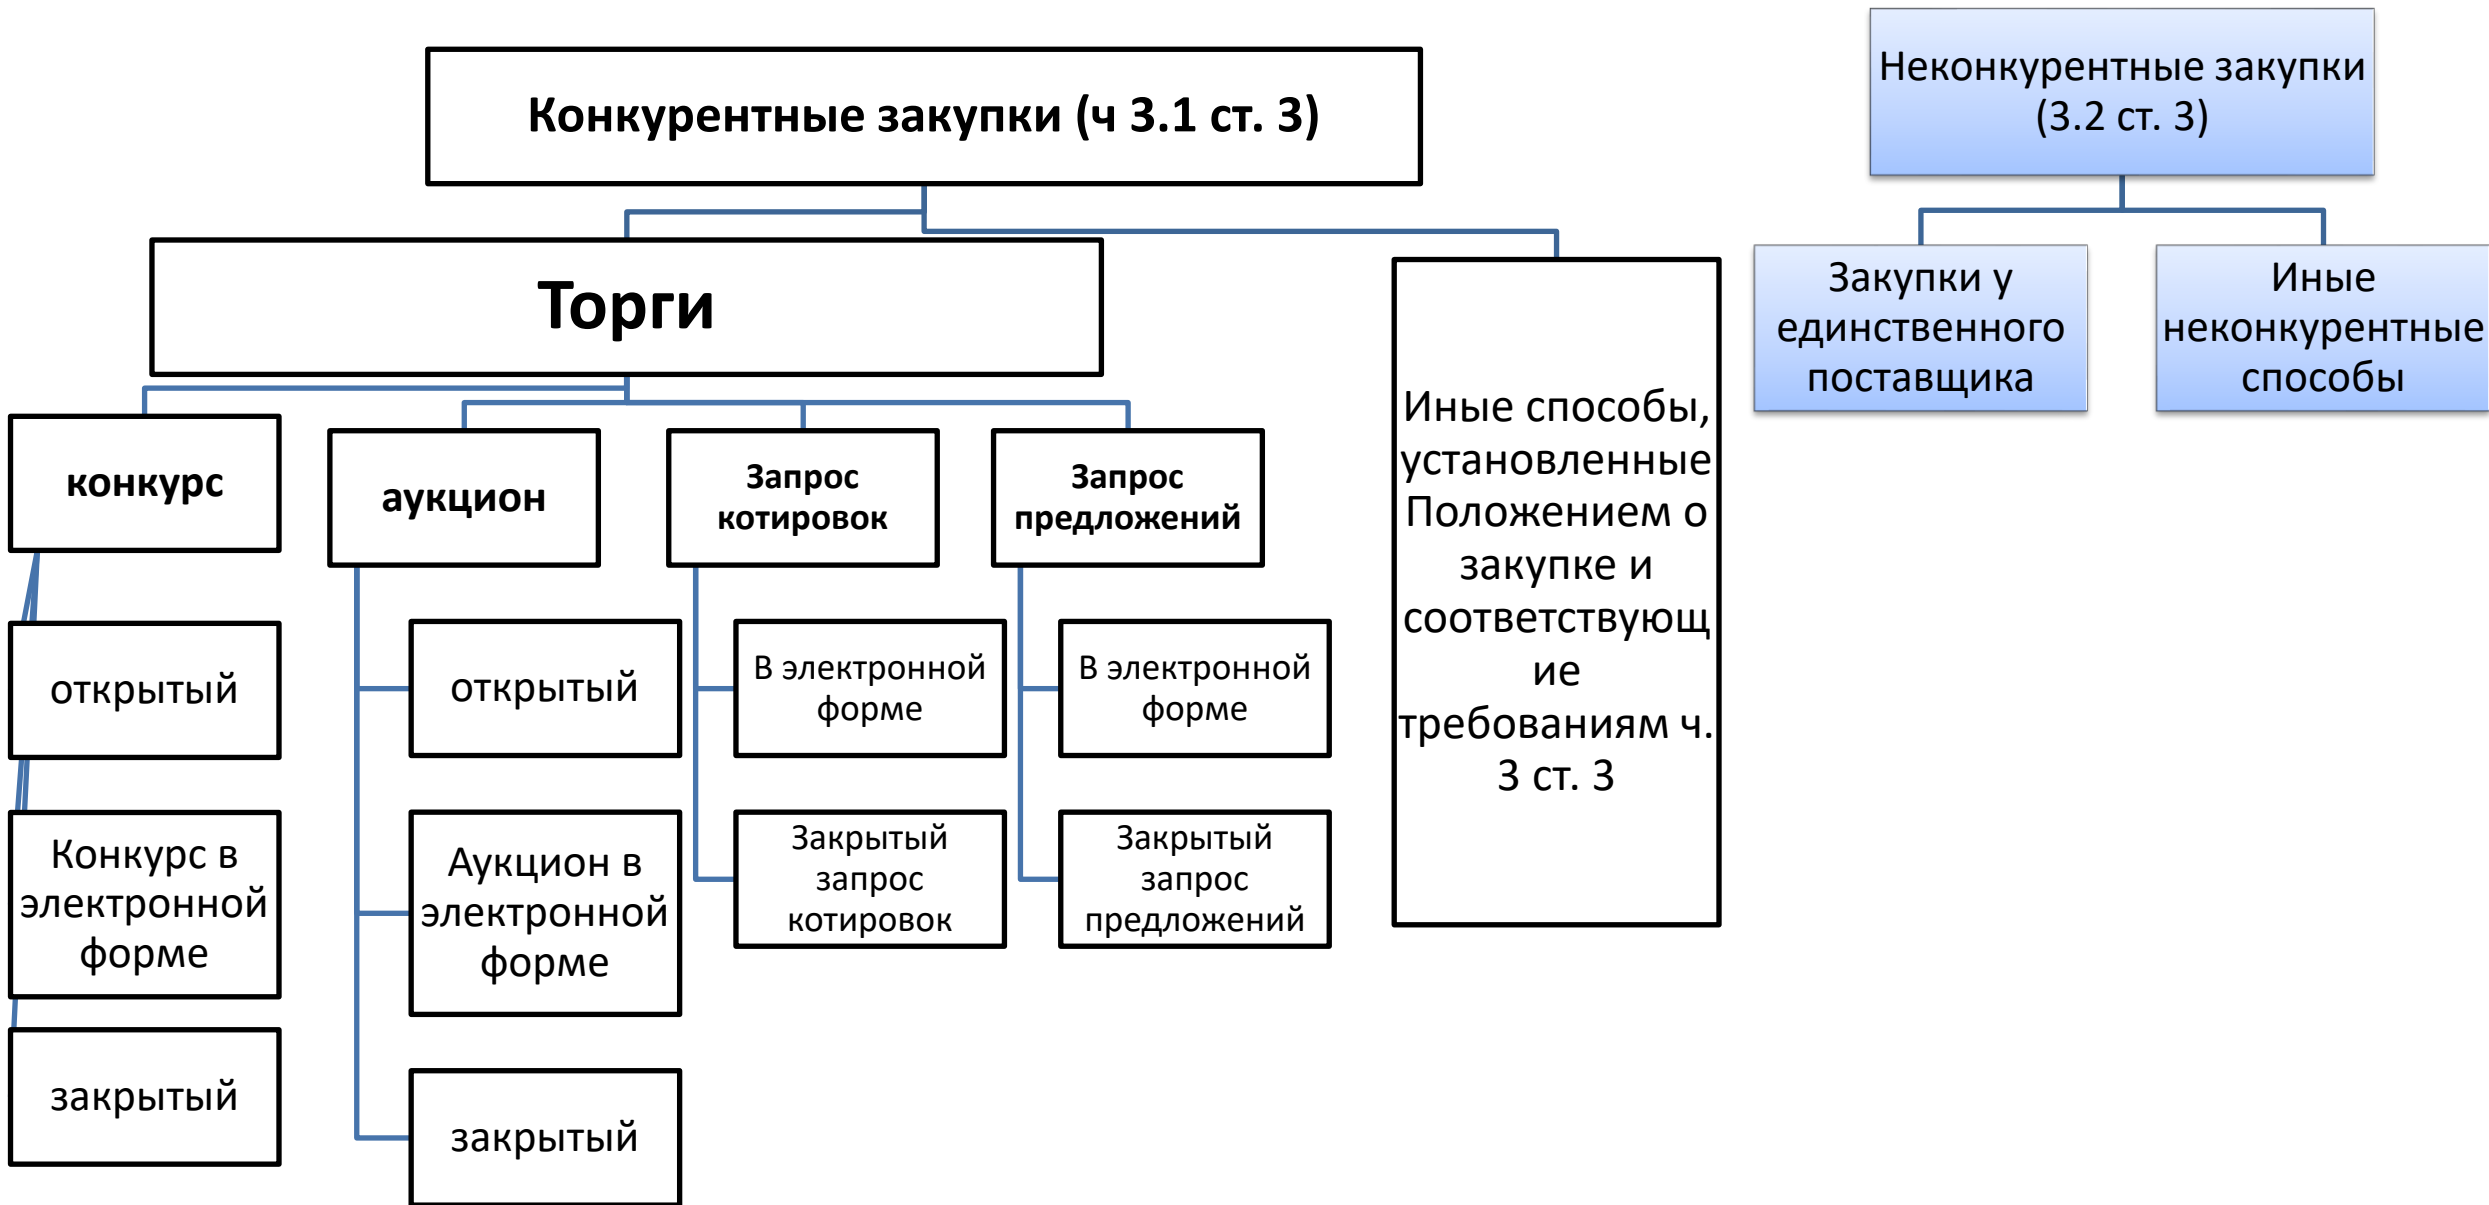 Конкурентные закупки (ч 3.1 ст. 3)
Неконкурентные закупки
(3.2 ст. 3)
Торги
Закупки у
единственного
поставщика
Иные
неконкурентные
способы
конкурс
аукцион
Запрос
котировок
Запрос
предложений
Иные способы,
установленные
Положением о
закупке и
соответствующ
ие
требованиям ч.
3 ст. 3
открытый
Конкурс в
электронной
форме
закрытый
открытый
Аукцион в
электронной
форме
закрытый
В электронной
форме
Закрытый
запрос
котировок
В электронной
форме
Закрытый
запрос
предложений